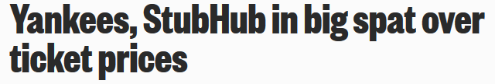 Yankees, StubHub in big spat over
ticket prices